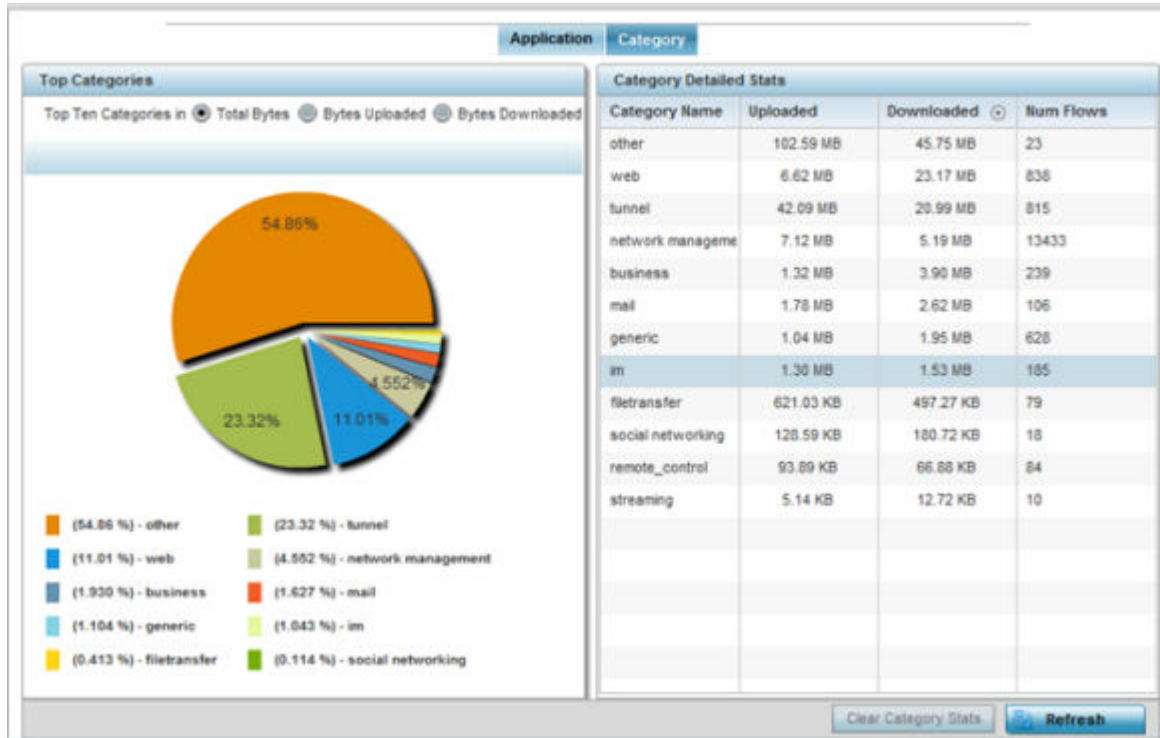 Application Category
Top Categories
Top Ten Categories in Total Bytes Bytes Uploaded Bytes Downloaded
54.86%
4.552%
23.32%
11.01%
(54.86 %) - other (23.32 %) - tunnel
(11.01 %) - web (4.552 %) - network management
(1.930 %) - business (1.627 %) - mail
(1.104 %) - generic (1.043 %) - im
(0.413 %) - filetransfer (0.114 %) - social networking
Category Detailed Stats
Category Name Uploaded Downloaded Num Flows
other 102.59 MB 45.75 MB 23
web 6.62 MB 23.17 MB 838
tunnel 42.09 MB 20.99 MB 815
network manageme 7.12 MB 5.19 MB 13433
business 1.32 MB 3.90 MB 239
mail 1.78 MB 2.62 MB 106
generic 1.04 MB 1.95 MB 628
im 1.30 MB 1.53 MB 185
filetransfer 621.03 KB 497.27 KB 79
social networking 128.59 KB 180.72 KB 18
remote_control 93.89 KB 66.88 KB 84
streaming 5.14 KB 12.72 KB 10
Clear Category Stats Refresh